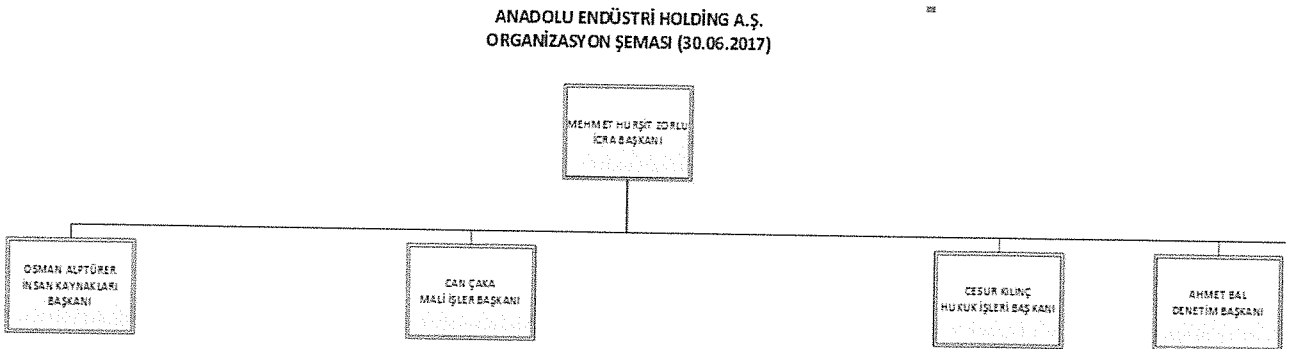 ANADOLU ENDÜSTRİ HOLDİNG A.Ş.
ORGANİZASYON ŞEMASI (30.06.2017)
MEHMET HURŞİT ZORLU
İCRA BAŞKANI
OSMAN ALPTÜRER
İNSAN KAYNAKLARI
BAŞKANI
CAN ÇAKA
MALİ İŞLER BAŞKANI
CESUR KILINÇ
HUKUK İŞLERİ BAŞKANI
AHMET BAL
DENETİM BAŞKANI